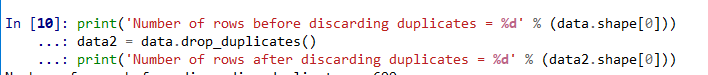 In [10]: print('Number of rows before discarding duplicates = %d' % (data.shape[0]))
...: data2 = data.drop_duplicates()
...: print('Number of rows after discarding duplicates = %d' % (data2.shape[0]))